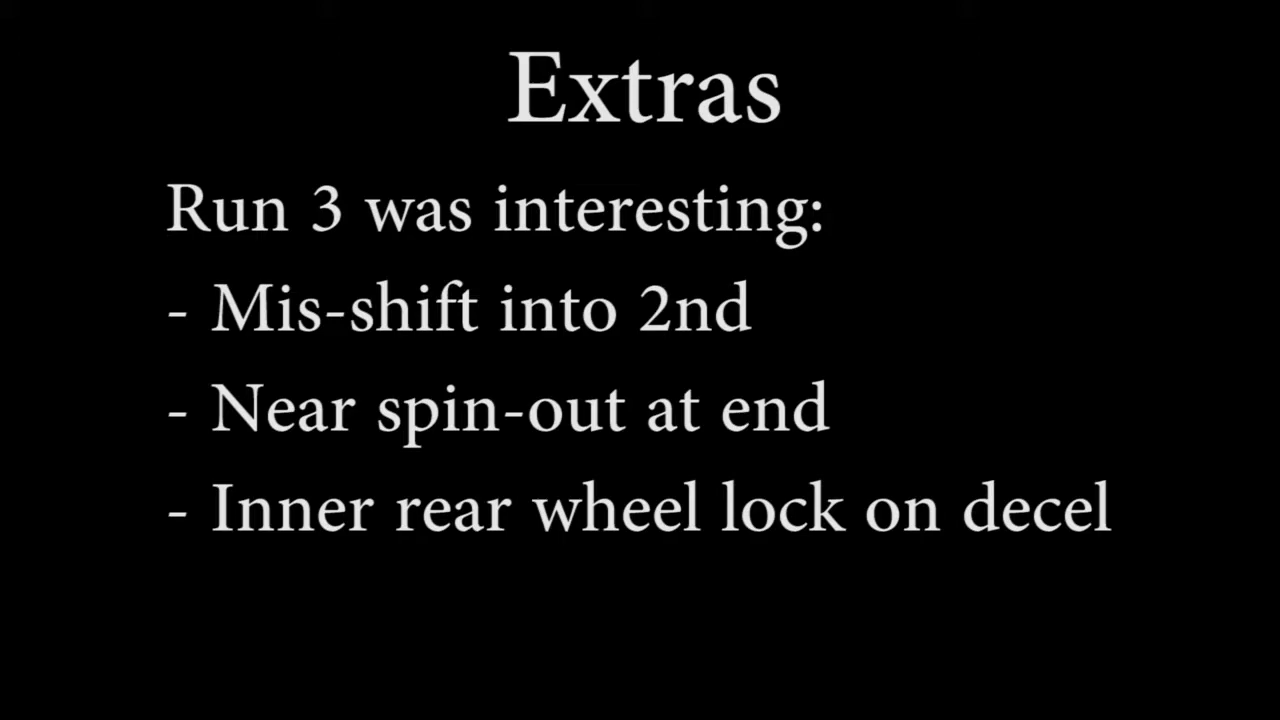 Extras
Run 3 was interesting:
- Mis-shift into 2nd
- Near spin-out at end
- Inner rear wheel lock on decel